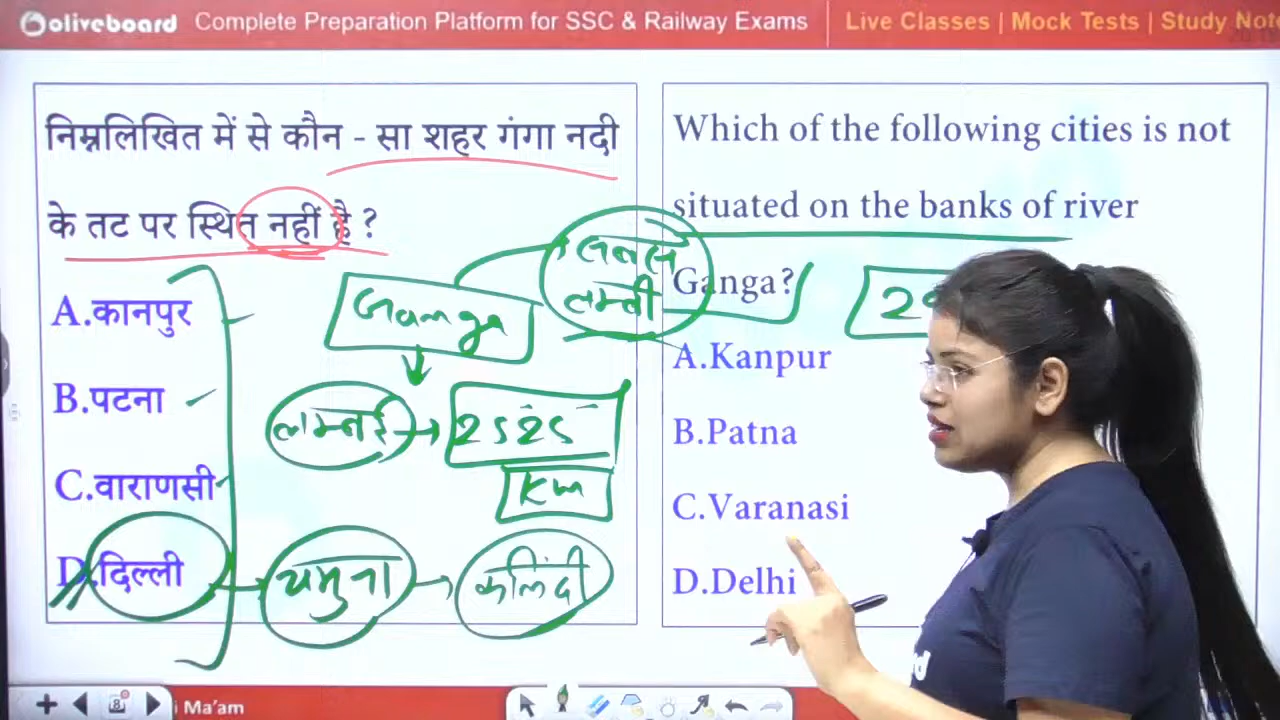 oliveboard Complete Preparation Platform for SSC & Railway Exams Live Classes | Mock Tests | Study
निम्नलिखित में से कौन - सा शहर गंगा नदी
के तट पर स्थित नहीं है ?
A.कानपुर
B.पटना
C.वाराणसी
D.दिल्ली
Ganga
सबसे
लम्बी
लम्बाई
2525
km
यमुना
कालिंदी
Which of the following cities is not
situated on the banks of river
Ganga?
A.Kanpur
B.Patna
C.Varanasi
D.Delhi
Ma'am